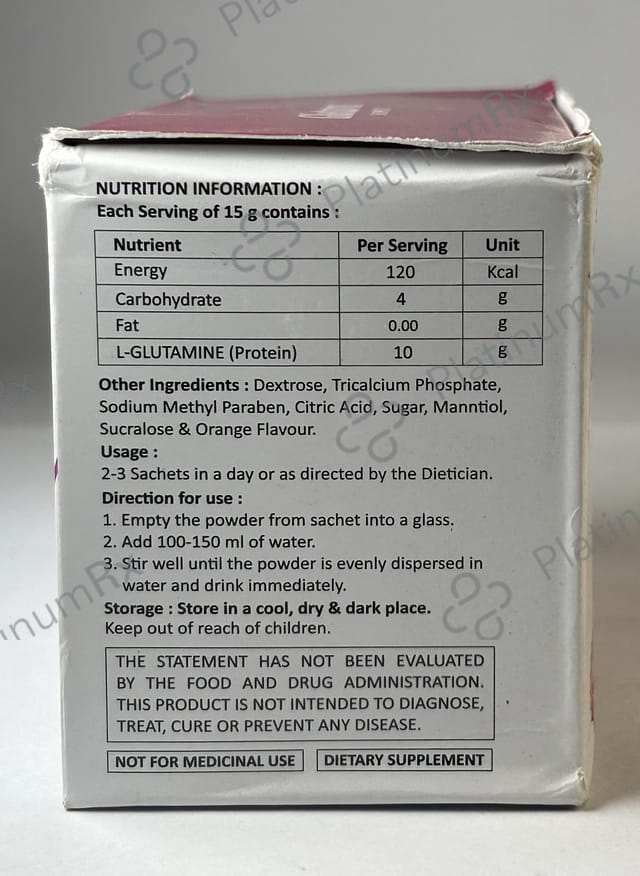 NUTRITION INFORMATION :
Each Serving of 15 g contains :
Nutrient Per Serving Unit
Energy 120 Kcal
Carbohydrate 4 g
Fat 0.00 g
L-GLUTAMINE (Protein) 10 g
Other Ingredients : Dextrose, Tricalcium Phosphate,
Sodium Methyl Paraben, Citric Acid, Sugar, Manntiol,
Sucralose & Orange Flavour.
Usage :
2-3 Sachets in a day or as directed by the Dietician.
Direction for use :
1. Empty the powder from sachet into a glass.
2. Add 100-150 ml of water.
3. Stir well until the powder is evenly dispersed in
water and drink immediately.
Storage : Store in a cool, dry & dark place.
Keep out of reach of children.
THE STATEMENT HAS NOT BEEN EVALUATED
BY THE FOOD AND DRUG ADMINISTRATION.
THIS PRODUCT IS NOT INTENDED TO DIAGNOSE,
TREAT, CURE OR PREVENT ANY DISEASE.
NOT FOR MEDICINAL USE DIETARY SUPPLEMENT
PlatinumRx
PlatinumRx